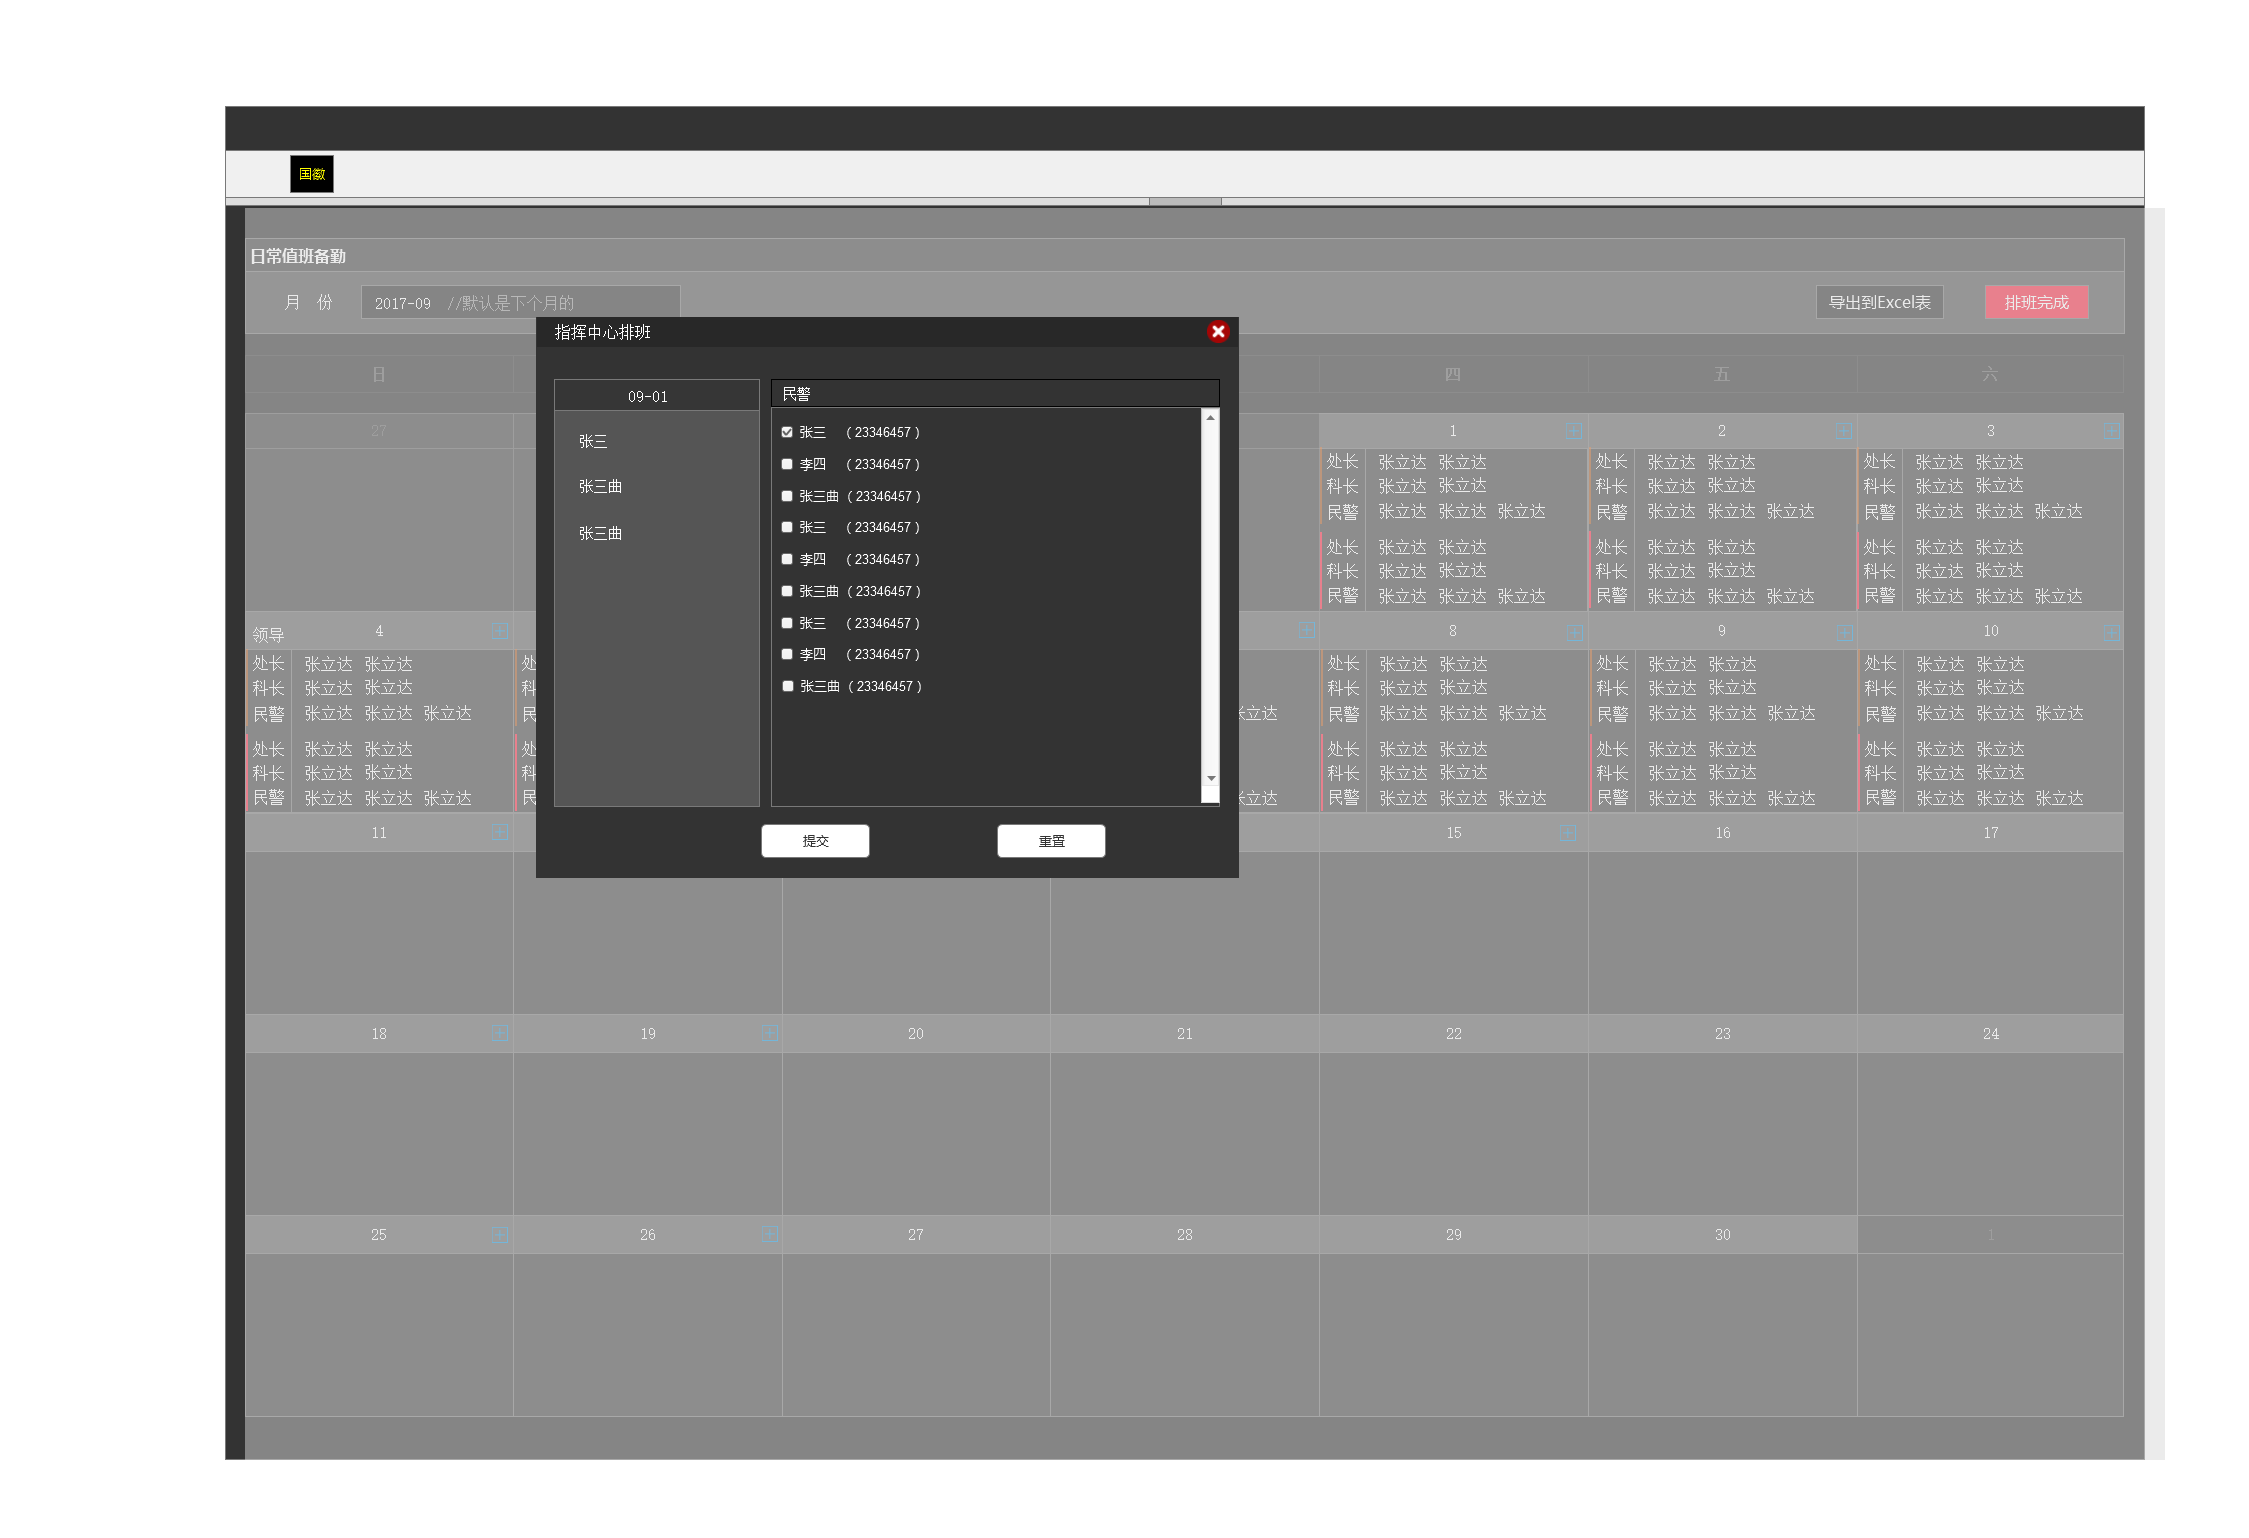 国徽
日常值班备勤
月 份 2017-09 //默认是下个月的 导出到Excel表 排班完成
指挥中心排班
日 四 五 六
09-01
民警
张三
张三曲
张三曲
张三 ( 23346457 )
李四 ( 23346457 )
张三曲 ( 23346457 )
张三 ( 23346457 )
李四 ( 23346457 )
张三曲 ( 23346457 )
张三 ( 23346457 )
李四 ( 23346457 )
张三曲 ( 23346457 )
提交 重置
27 1 2 3
处长 张立达 张立达 处长 张立达 张立达 处长 张立达 张立达
科长 张立达 张立达 科长 张立达 张立达 科长 张立达 张立达
民警 张立达 张立达 张立达 民警 张立达 张立达 张立达 民警 张立达 张立达 张立达
处长 张立达 张立达 处长 张立达 张立达 处长 张立达 张立达
科长 张立达 张立达 科长 张立达 张立达 科长 张立达 张立达
民警 张立达 张立达 张立达 民警 张立达 张立达 张立达 民警 张立达 张立达 张立达
领导 4 8 9 10
处长 张立达 张立达 处 处长 张立达 张立达 处长 张立达 张立达 处长 张立达 张立达
科长 张立达 张立达 科 科长 张立达 张立达 科长 张立达 张立达 科长 张立达 张立达
民警 张立达 张立达 张立达 民 立达 民警 张立达 张立达 张立达 民警 张立达 张立达 张立达 民警 张立达 张立达 张立达
处长 张立达 张立达 处 处长 张立达 张立达 处长 张立达 张立达 处长 张立达 张立达
科长 张立达 张立达 科 科长 张立达 张立达 科长 张立达 张立达 科长 张立达 张立达
民警 张立达 张立达 张立达 民 立达 民警 张立达 张立达 张立达 民警 张立达 张立达 张立达 民警 张立达 张立达 张立达
11 15 16 17
18 19 20 21 22 23 24
25 26 27 28 29 30 1